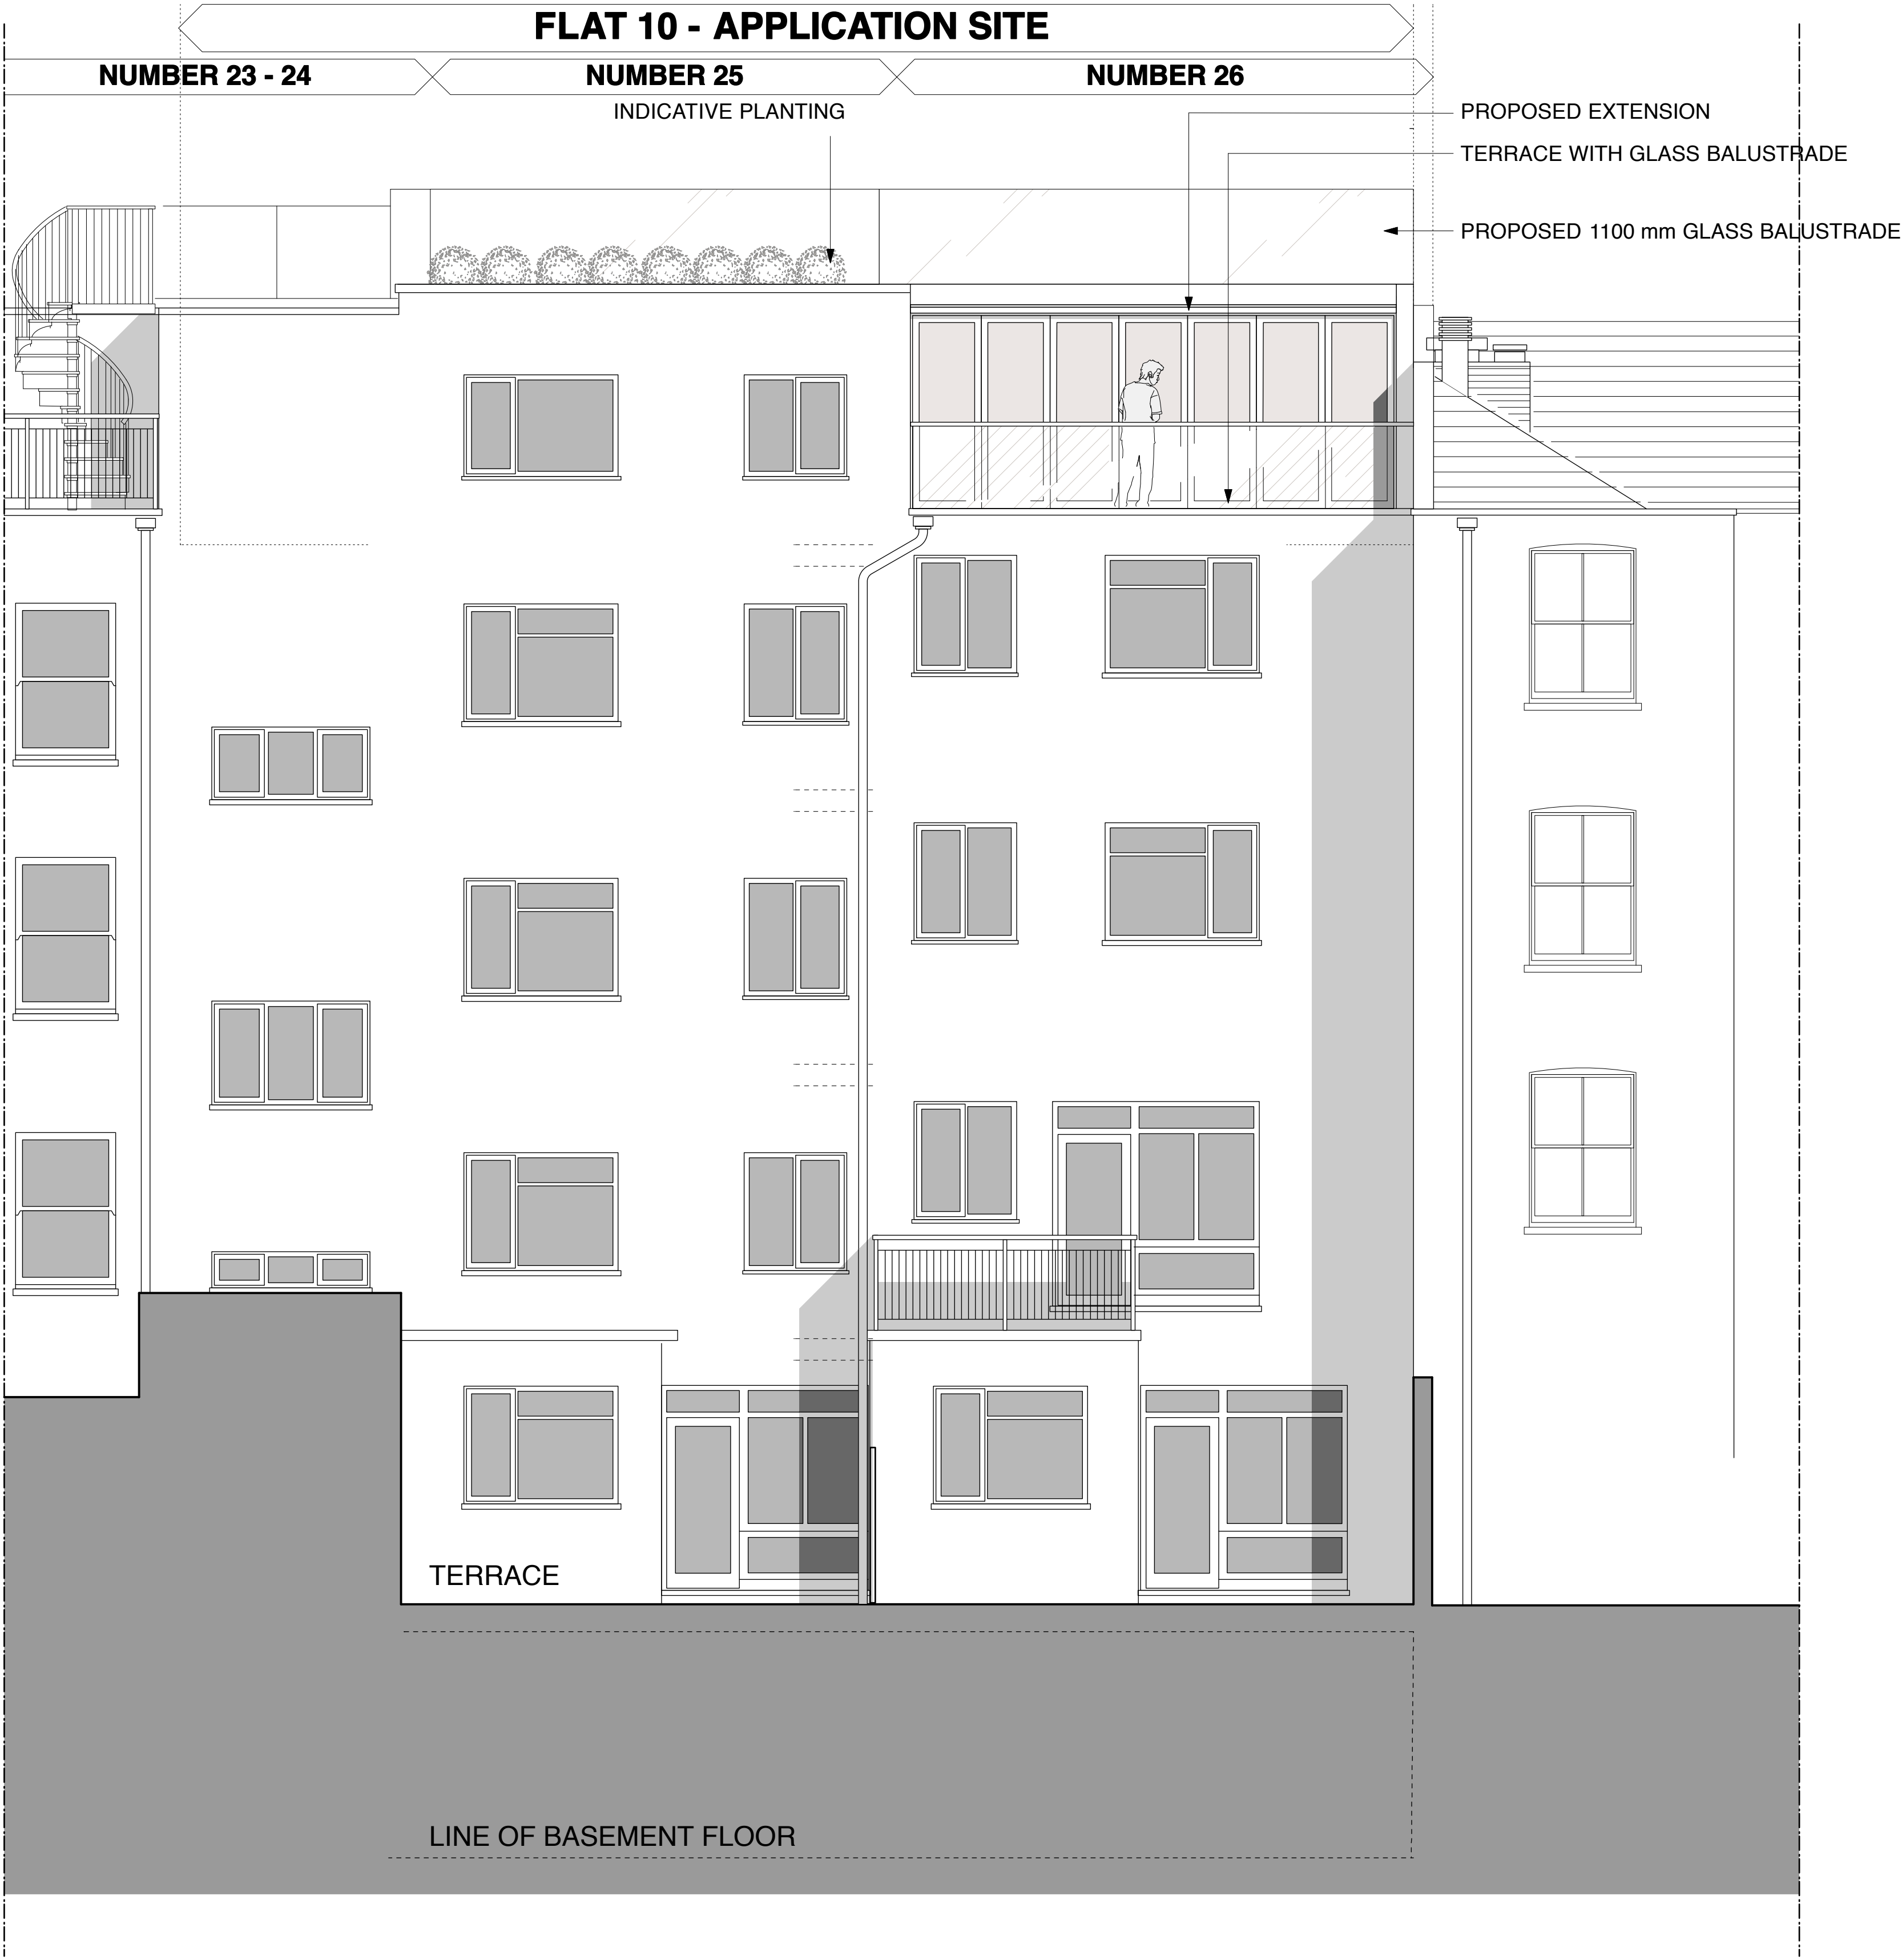 FLAT 10 - APPLICATION SITE
NUMBER 23 - 24
NUMBER 25
NUMBER 26
INDICATIVE PLANTING
PROPOSED EXTENSION
TERRACE WITH GLASS BALUSTRADE
PROPOSED 1100 mm GLASS BALUSTRADE
TERRACE
LINE OF BASEMENT FLOOR